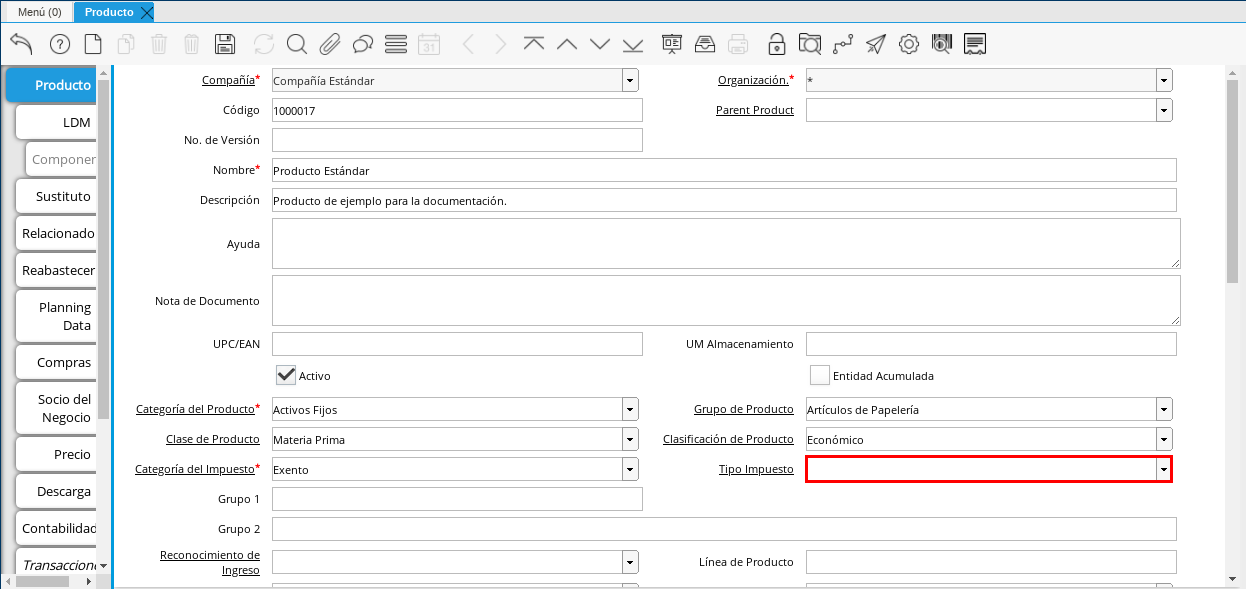 Menú (0)
Producto
31
Producto
LDM
Componer
Sustituto
Relacionado
Reabastecer
Planning
Data
Compras
Socio del
Negocio
Precio
Descarga
Contabilidad
Transaccione
Compañía* Compañía Estándar Organización.* *
Código 1000017 Parent Product
No. de Versión
Nombre* Producto Estándar
Descripción Producto de ejemplo para la documentación.
Ayuda
Nota de Documento
UPC/EAN UM Almacenamiento
Activo Entidad Acumulada
Categoría del Producto* Activos Fijos Grupo de Producto Artículos de Papelería
Clase de Producto Materia Prima Clasificación de Producto Económico
Categoría del Impuesto* Exento Tipo Impuesto
Grupo 1
Grupo 2
Reconocimiento de
Ingreso Línea de Producto